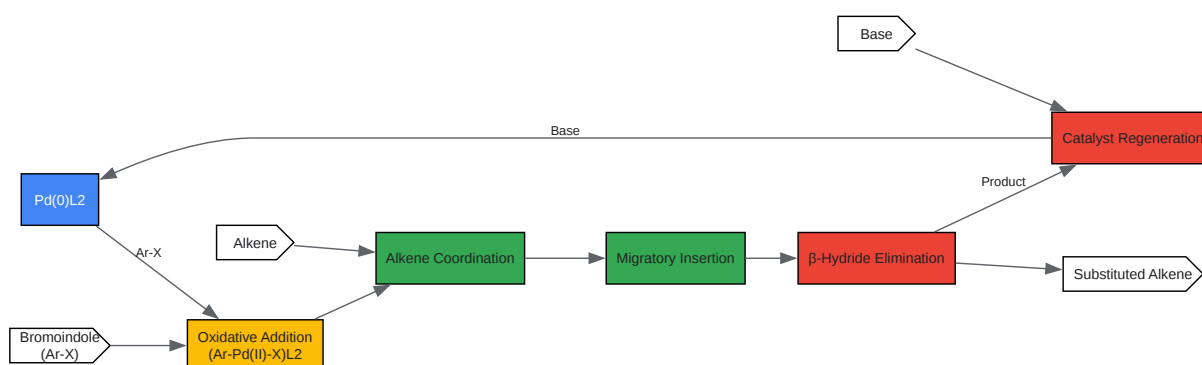 Base
Base
Catalyst Regeneration
Pd(0)L2
Product
Ar-X
Alkene
Alkene Coordination
Migratory Insertion
β-Hydride Elimination
Substituted Alkene
Bromoindole
(Ar-X)
Oxidative Addition
(Ar-Pd(II)-X)L2